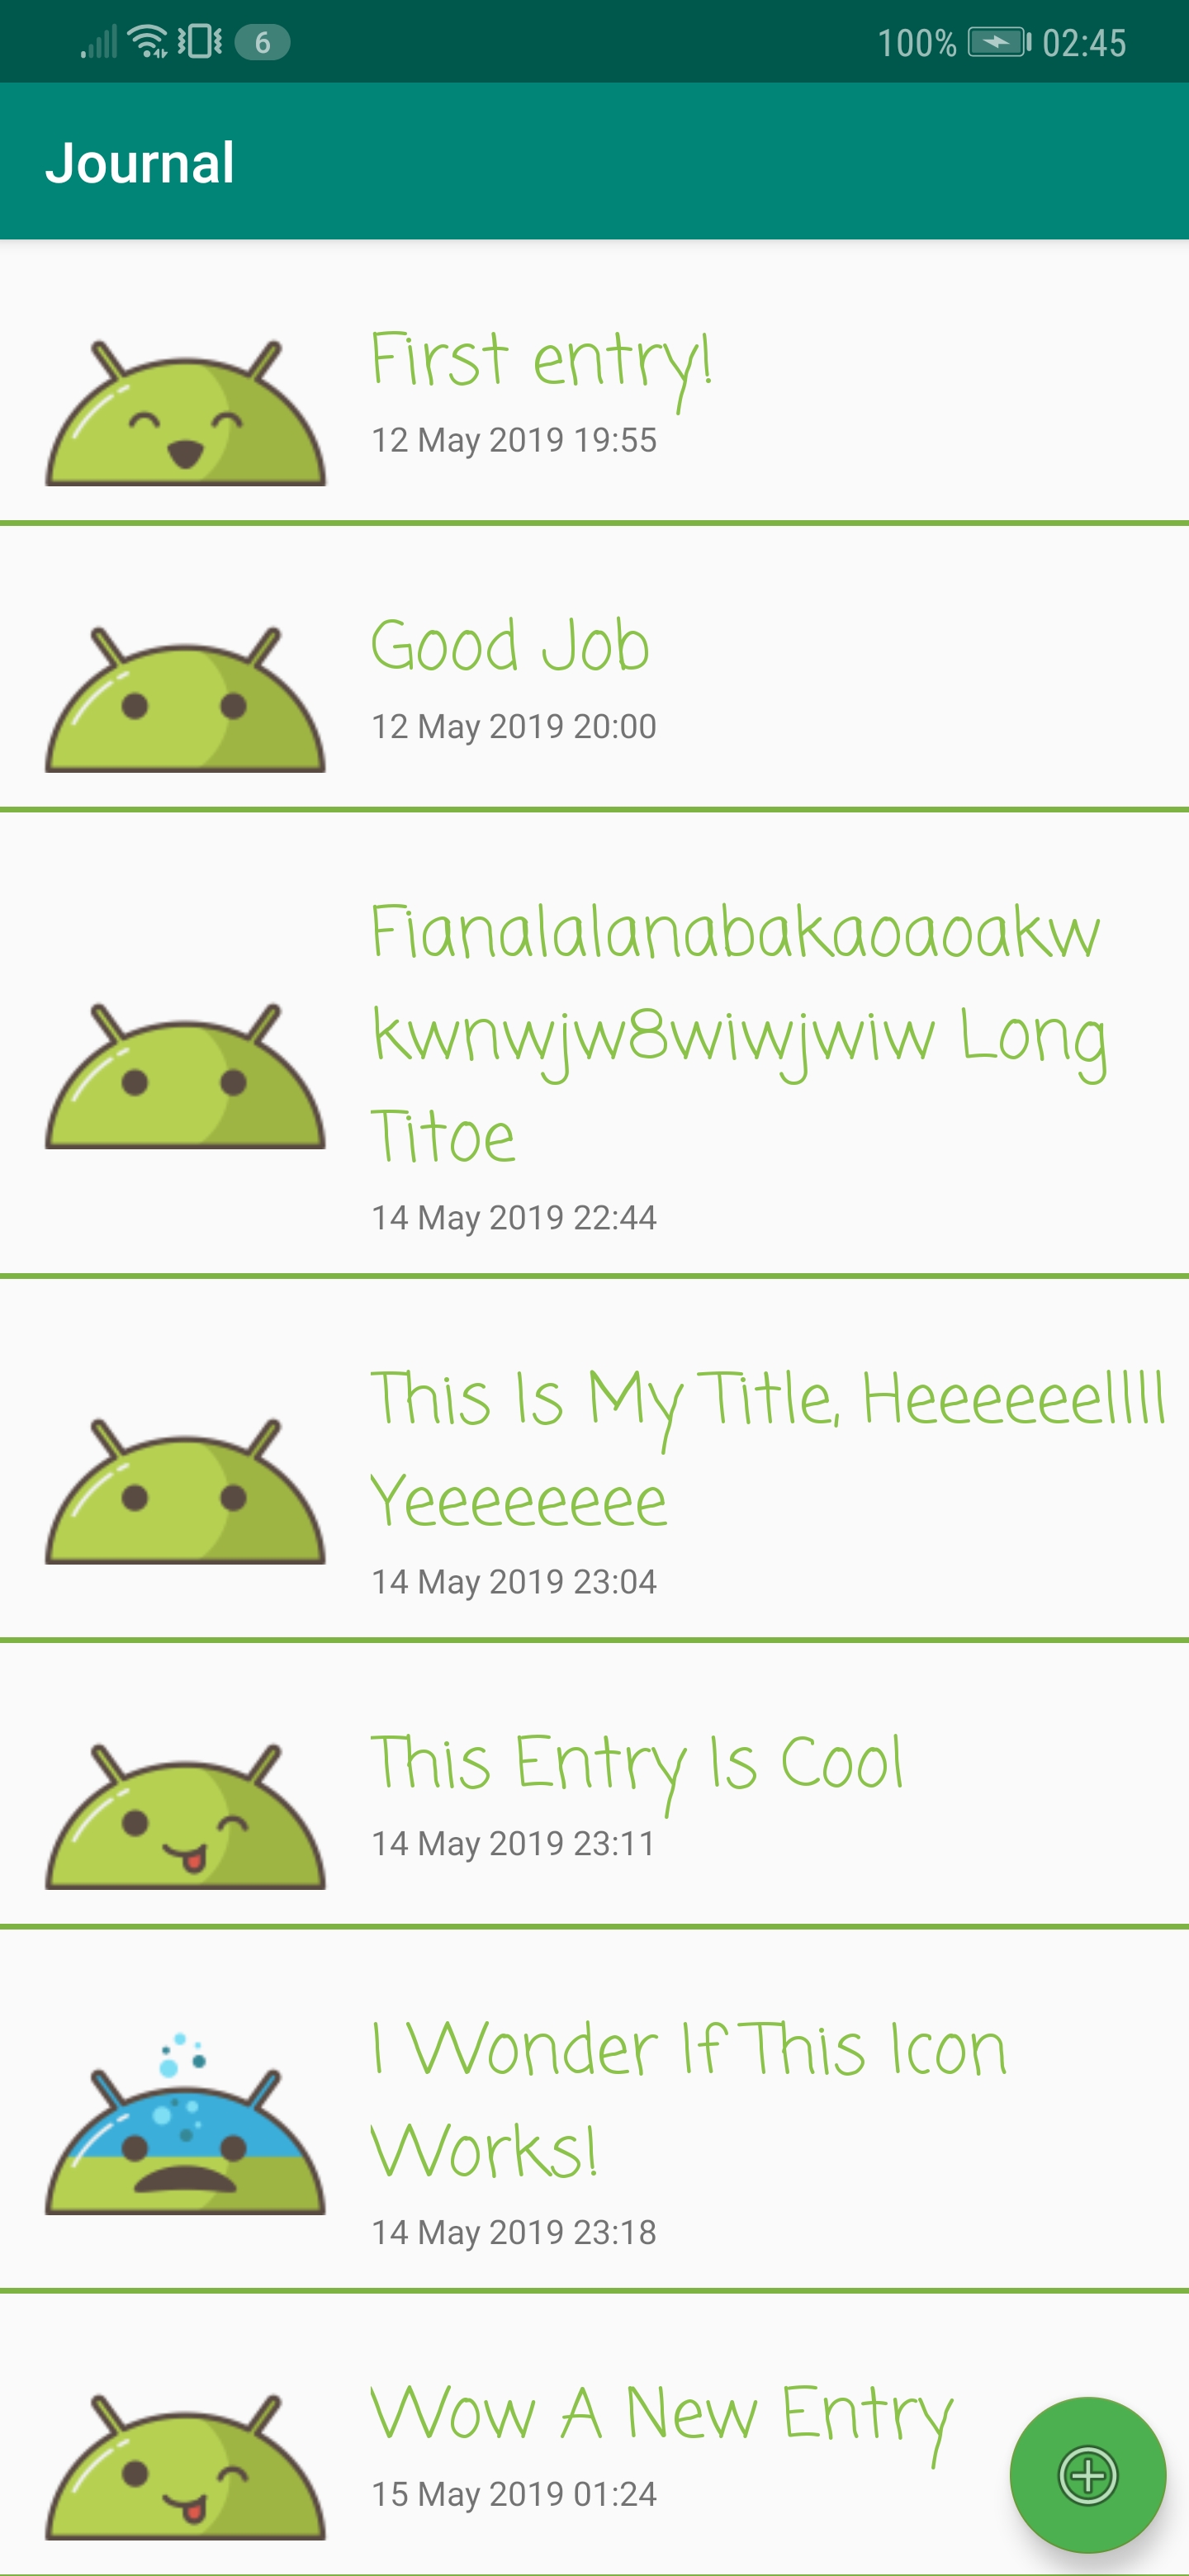 6 100% 02:45
Journal
First entry!
12 May 2019 19:55
Good Job
12 May 2019 20:00
Fianalalanabakaoaoakw
kwnwjw8wiwjwiw Long
Titoe
14 May 2019 22:44
This Is My Title, Heeeeeellll
Yeeeeeeee
14 May 2019 23:04
This Entry Is Cool
14 May 2019 23:11
I Wonder If This Icon
Works!
14 May 2019 23:18
Wow A New Entry
15 May 2019 01:24